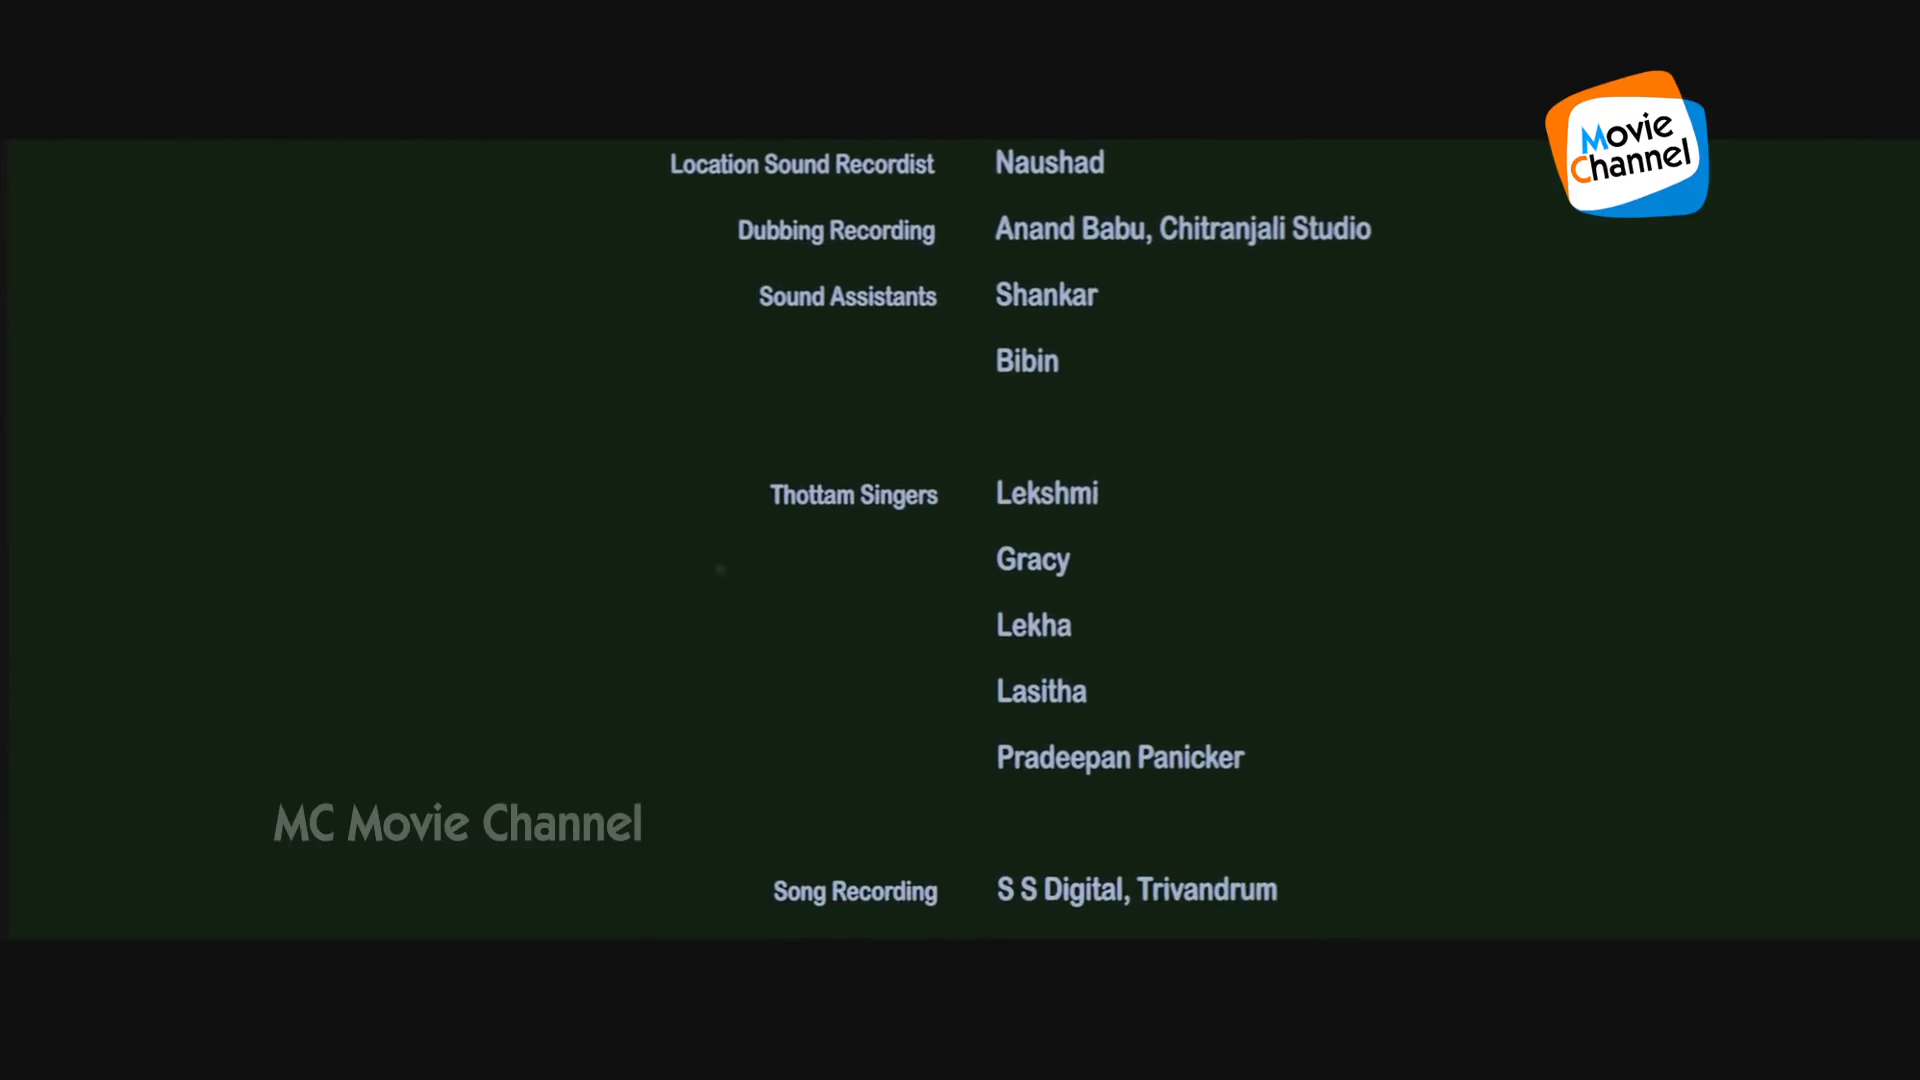 Movie
Channel
Location Sound Recordist Naushad
Dubbing Recording Anand Babu, Chitranjali Studio
Sound Assistants Shankar
Bibin
Thottam Singers Lekshmi
Gracy
Lekha
Lasitha
Pradeepan Panicker
MC Movie Channel
Song Recording S S Digital, Trivandrum